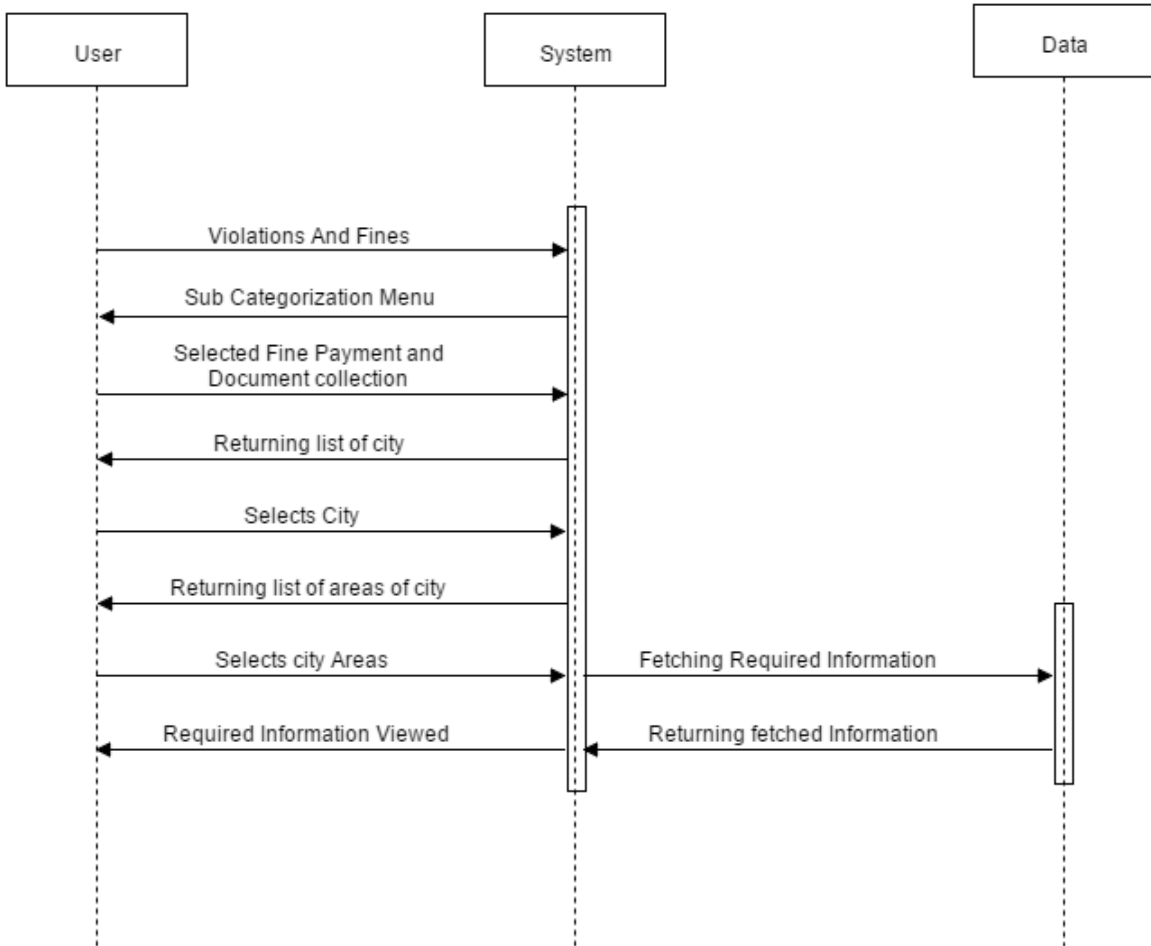 User
System
Data
Violations And Fines
Sub Categorization Menu
Selected Fine Payment and
Document collection
Returning list of city
Selects City
Returning list of areas of city
Selects city Areas
Fetching Required Information
Required Information Viewed
Returning fetched Information